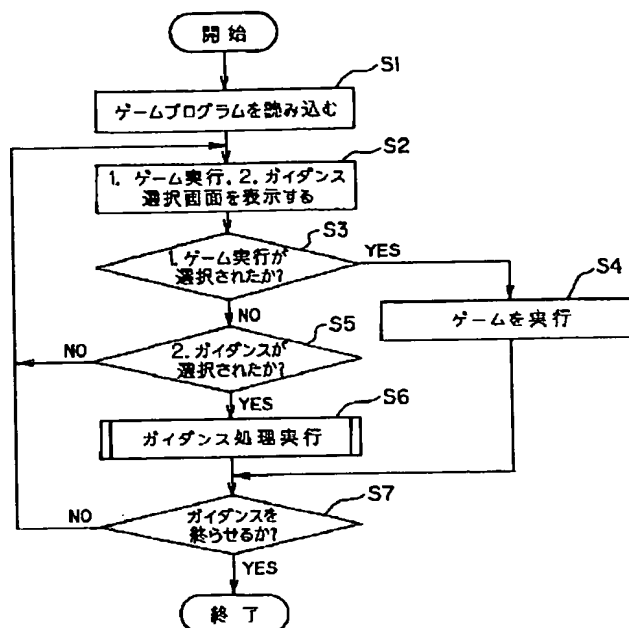 開始
S1
ゲームプログラムを読み込む
S2
1. ゲーム実行, 2. ガイダンス
選択画面を表示する
S3
1. ゲーム実行が
選択されたか?
YES
S4
ゲームを実行
NO
S5
2. ガイダンスが
選択されたか?
NO
YES
S6
ガイダンス処理実行
S7
ガイダンスを
終らせるか?
NO
YES
終了